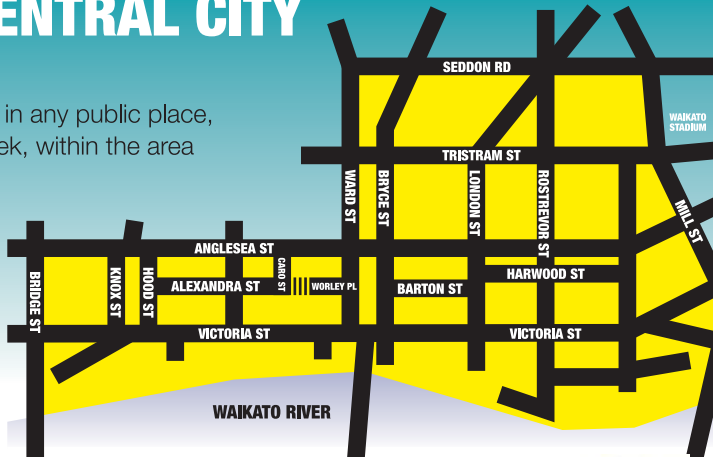 ENTRAL CITY
in any public place,
ek, within the area
SEDDON RD
WAIKATO
STADIUM
TRISTRAM ST
WARD ST
BRYCE ST
LONDON ST
ROSTREVOR ST
MILL ST
ANGLESEA ST
BRIDGE ST
KNOX ST
HOOD ST
ALEXANDRA ST
CARO ST
WORLEY PL
BARTON ST
HARWOOD ST
VICTORIA ST
VICTORIA ST
WAIKATO RIVER